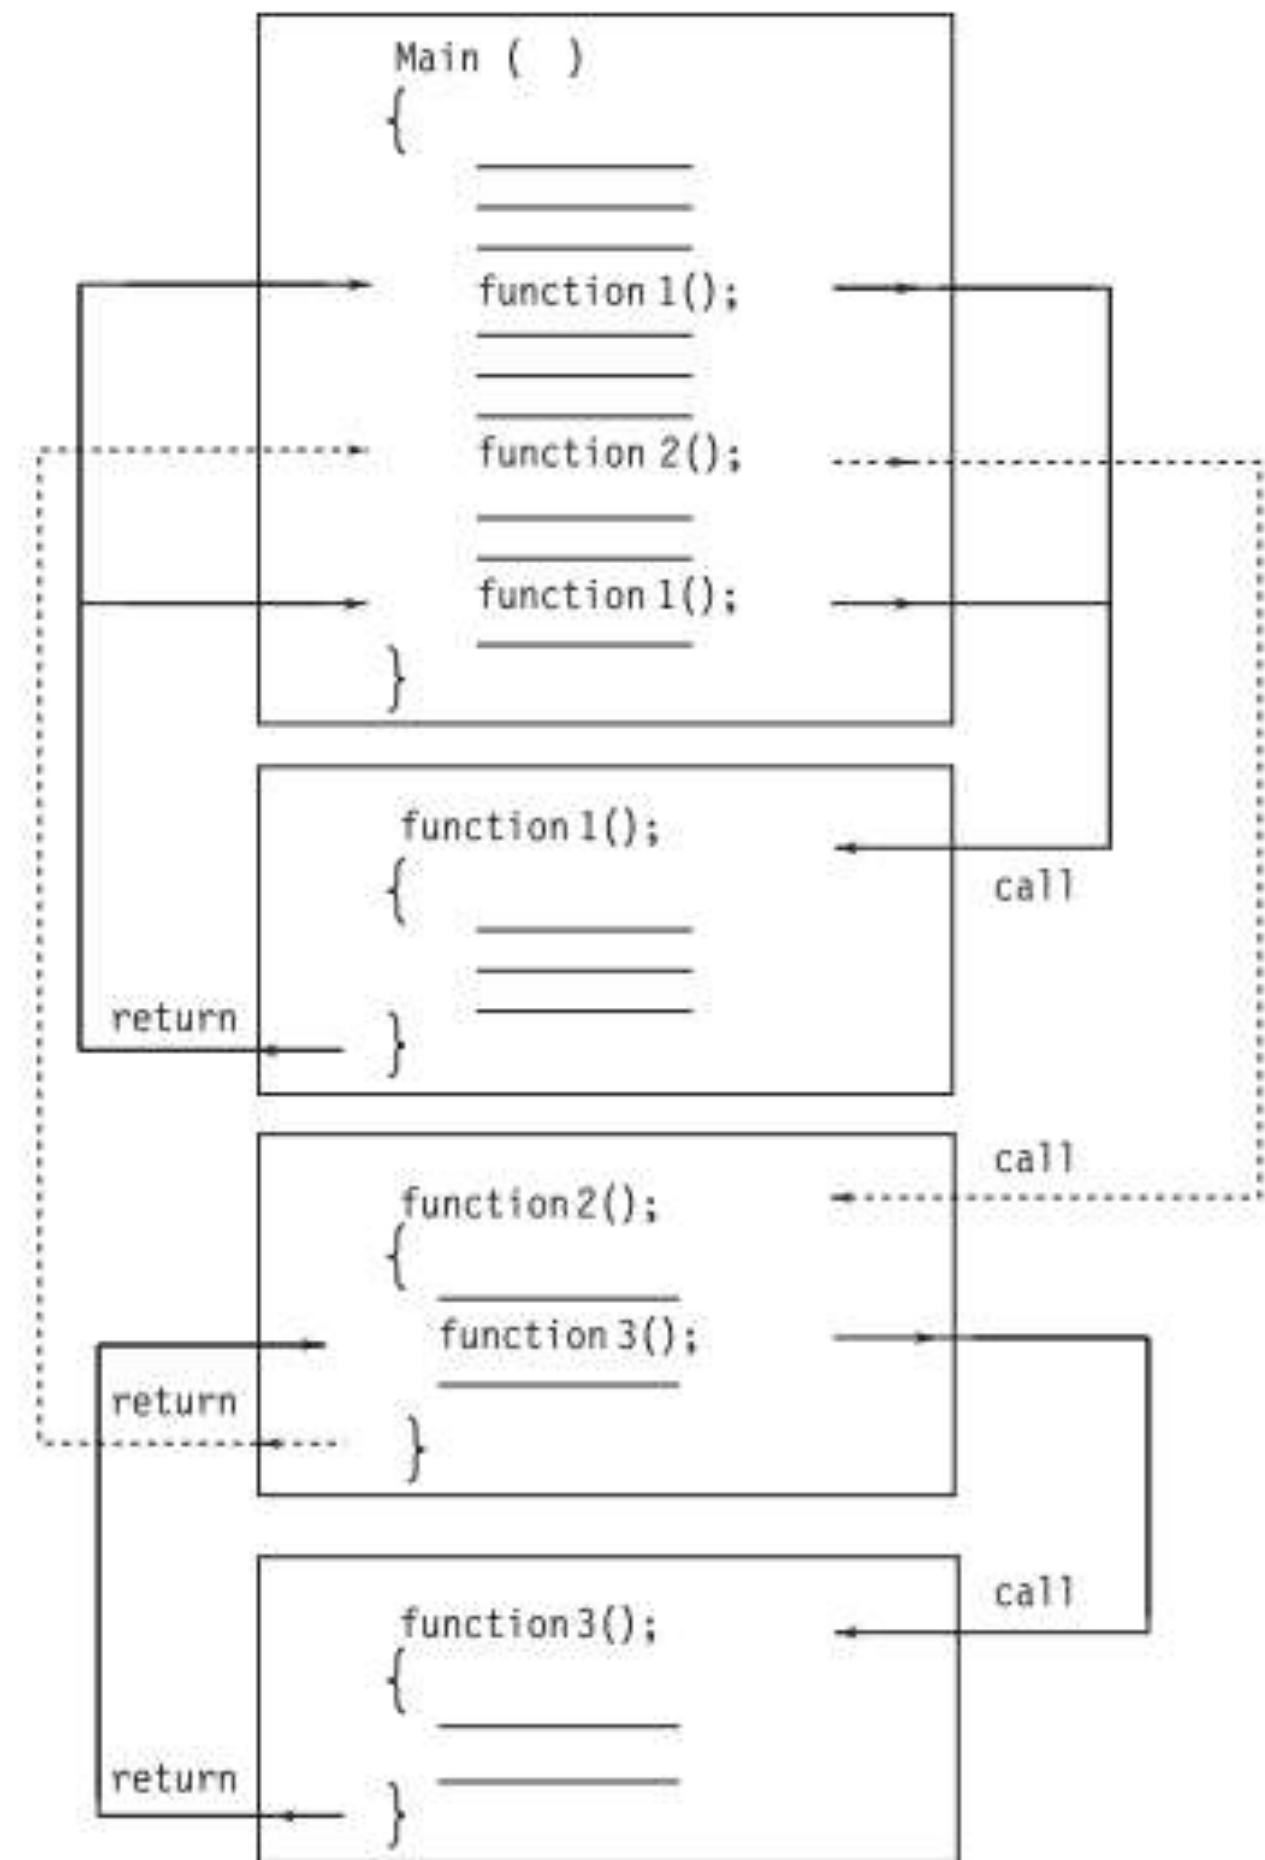 Main ( )
{
function 1();
function 2();
function 1();
}
function 1();
{
call
return
}
call
function 2();
{
function 3();
return
}
call
function 3();
{
return
}